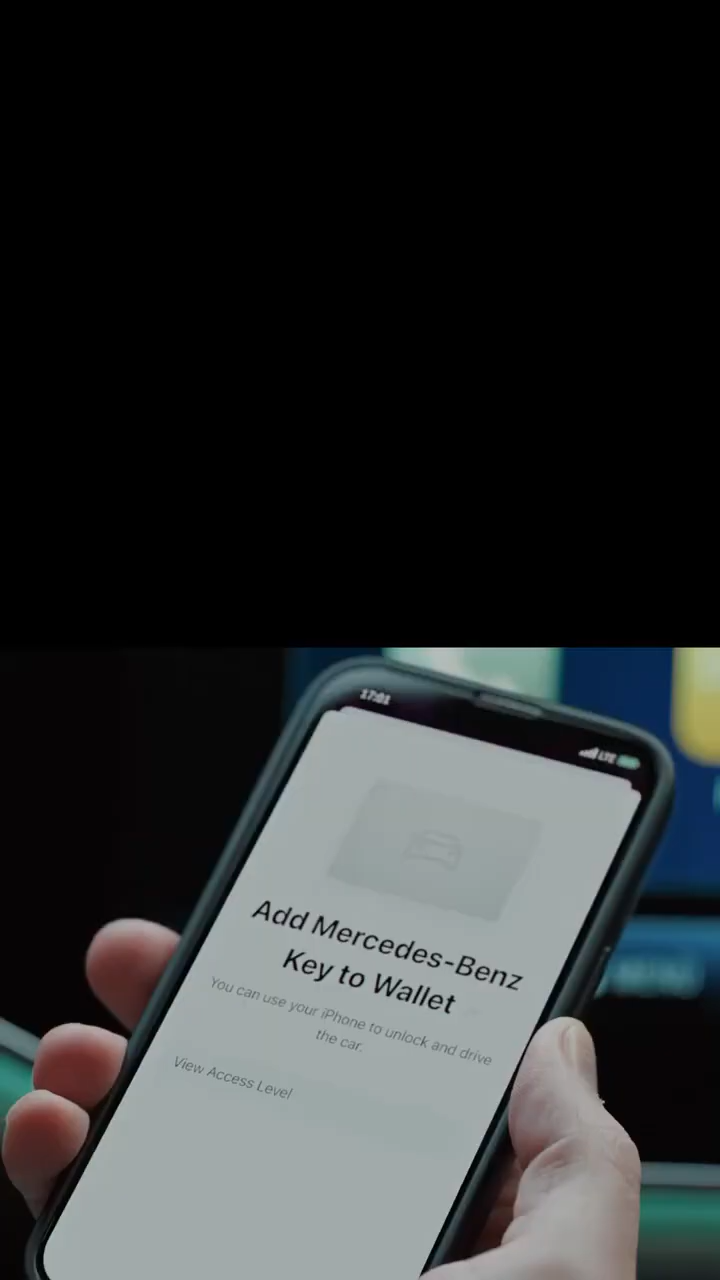 17:01
LTE
Add Mercedes-Benz
Key to Wallet
You can use your iPhone to unlock and drive
the car.
View Access Level